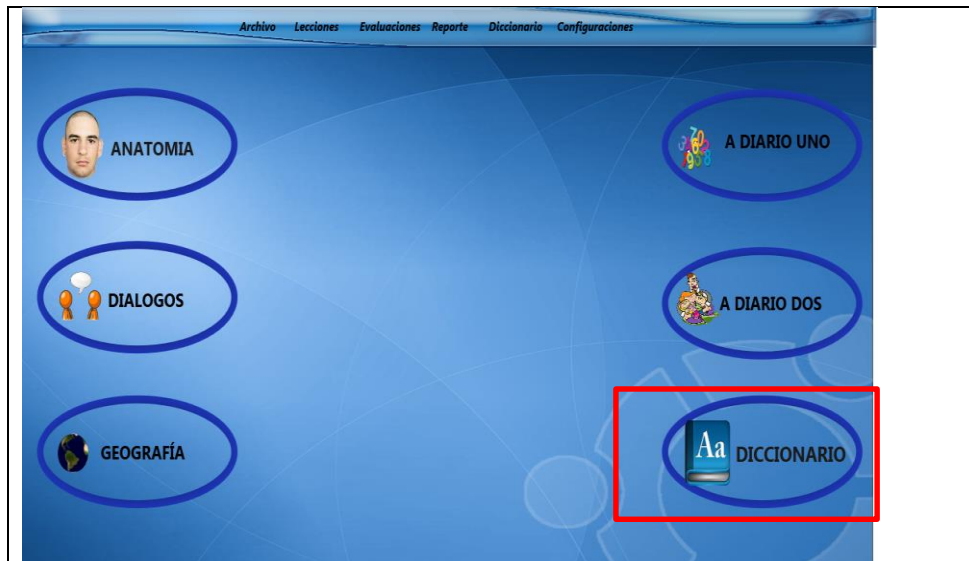 Archivo Lecciones Evaluaciones Reporte Diccionario Configuraciones
ANATOMIA
A DIARIO UNO
DIALOGOS
A DIARIO DOS
GEOGRAFÍA
Aa DICCIONARIO